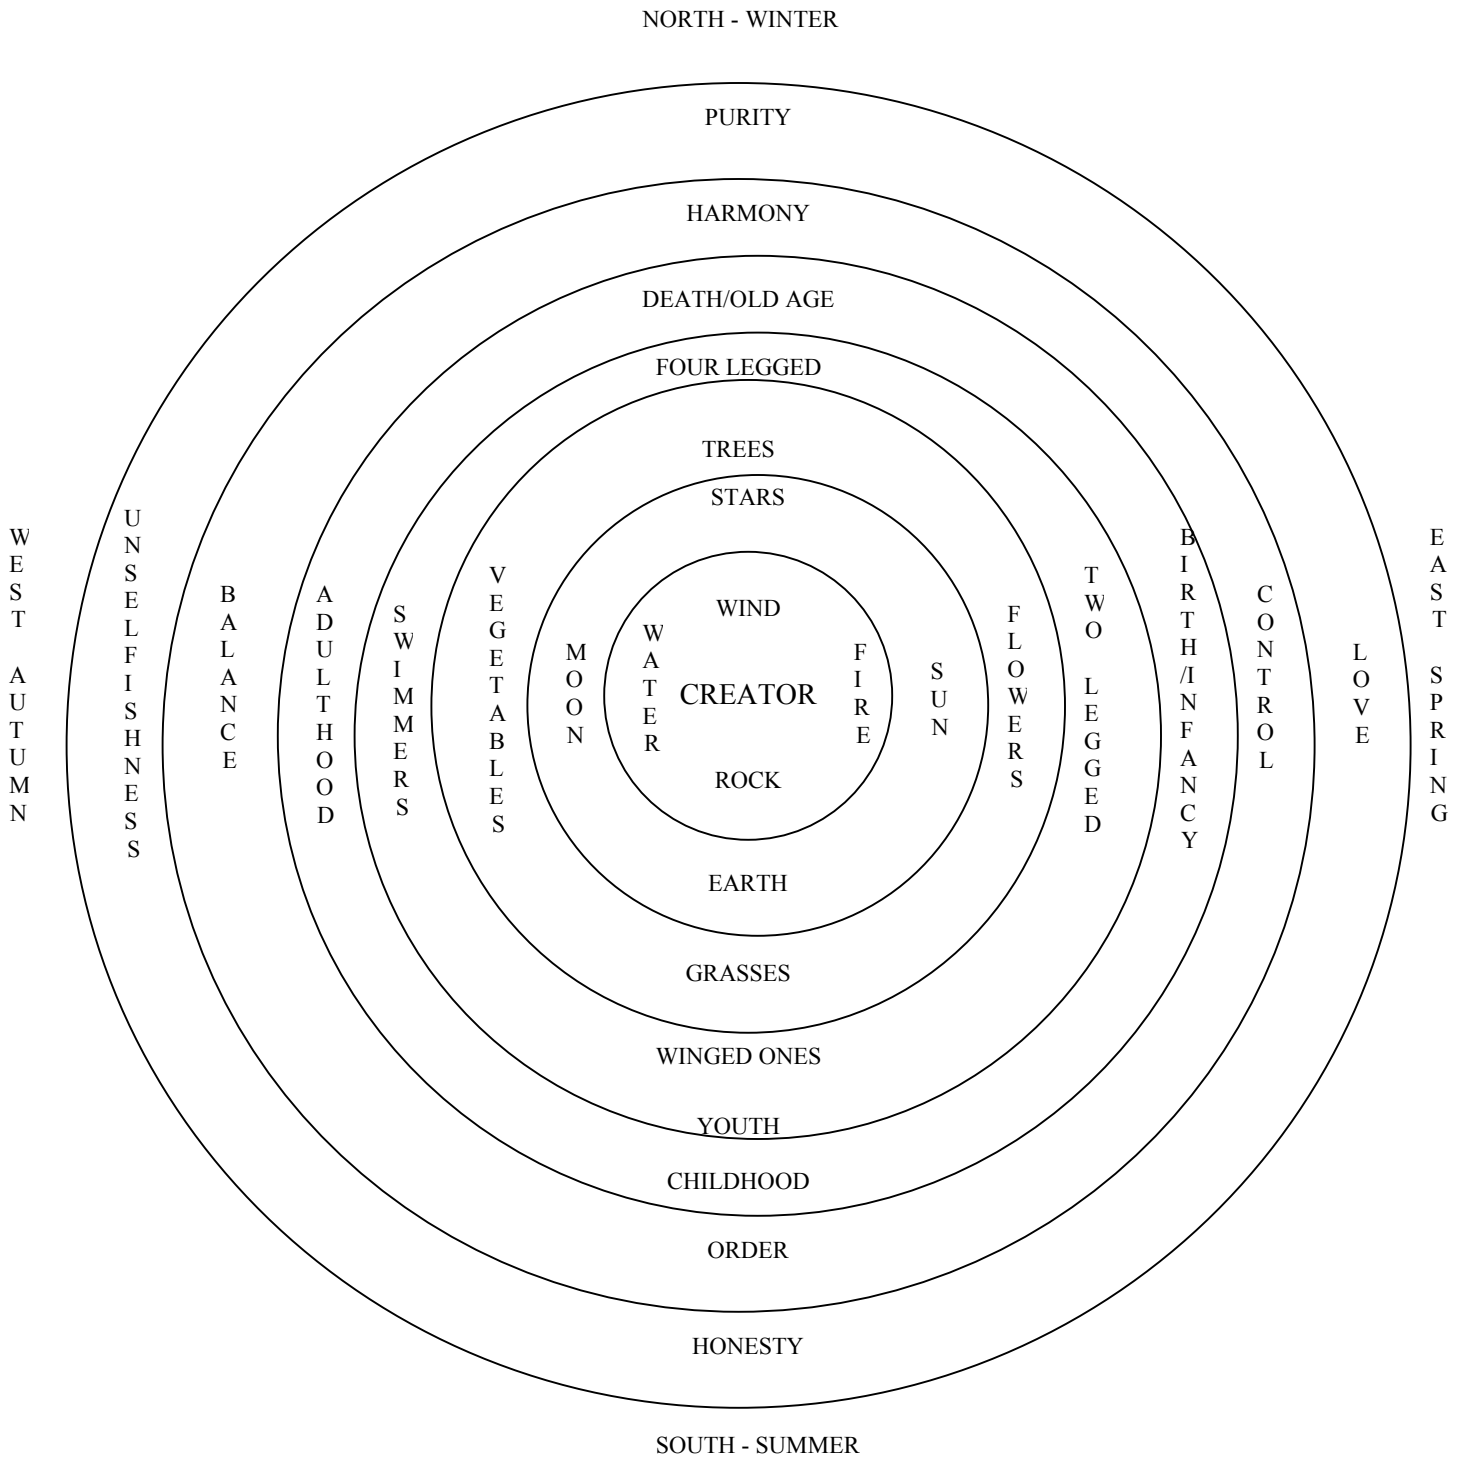 NORTH - WINTER
PURITY
HARMONY
DEATH/OLD AGE
FOUR LEGGED
TREES
STARS
WIND
WEST AUTUMN
UNSELFISHNESS
BALANCE
ADULTHOOD
SWIMMERS
VEGETABLES
MOON
WATER
CREATOR
FIRE
SUN
FLOWERS
TWO LEGGED
BIRTH/INFANCY
CONTROL
LOVE
EAST SPRING
ROCK
EARTH
GRASSES
WINGED ONES
YOUTH
CHILDHOOD
ORDER
HONESTY
SOUTH - SUMMER